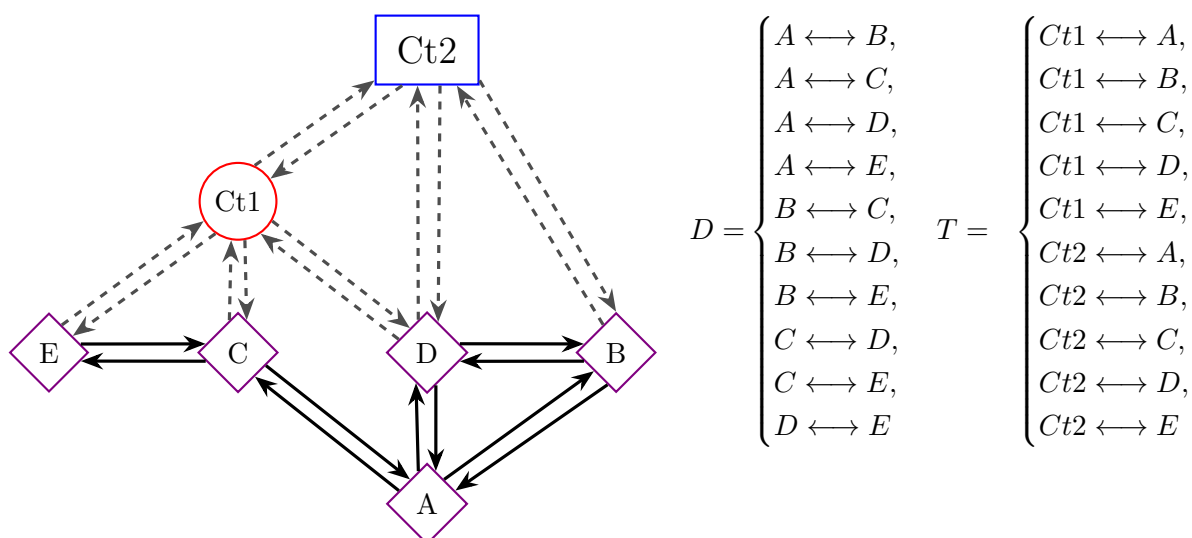 Ct2
Ct1
E
C
D
B
A
D =
A ⟷ B,
A ⟷ C,
A ⟷ D,
A ⟷ E,
B ⟷ C,
B ⟷ D,
B ⟷ E,
C ⟷ D,
C ⟷ E,
D ⟷ E
T =
Ct1 ⟷ A,
Ct1 ⟷ B,
Ct1 ⟷ C,
Ct1 ⟷ D,
Ct1 ⟷ E,
Ct2 ⟷ A,
Ct2 ⟷ B,
Ct2 ⟷ C,
Ct2 ⟷ D,
Ct2 ⟷ E